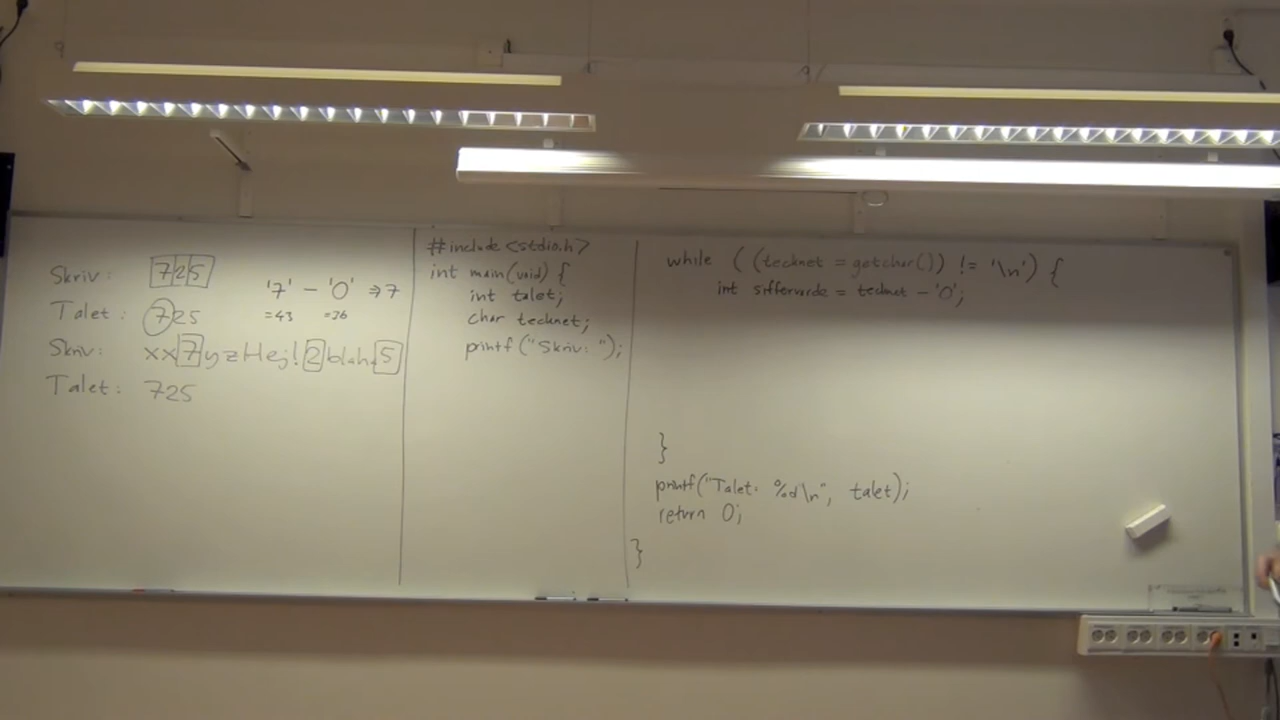 Skriv: 725
'7' - '0' ⇒ 7
Talet: 725
=43 =36
Skriv: xx7yzHej!2blah5
Talet: 725
#include <stdio.h>
int main(void) {
int talet;
char tecknet;
printf("Skriv: ");
while ( (tecknet = getchar()) != '\n') {
int siffervarde = tecknet - '0';
}
printf("Talet: %d\n", talet);
return 0;
}